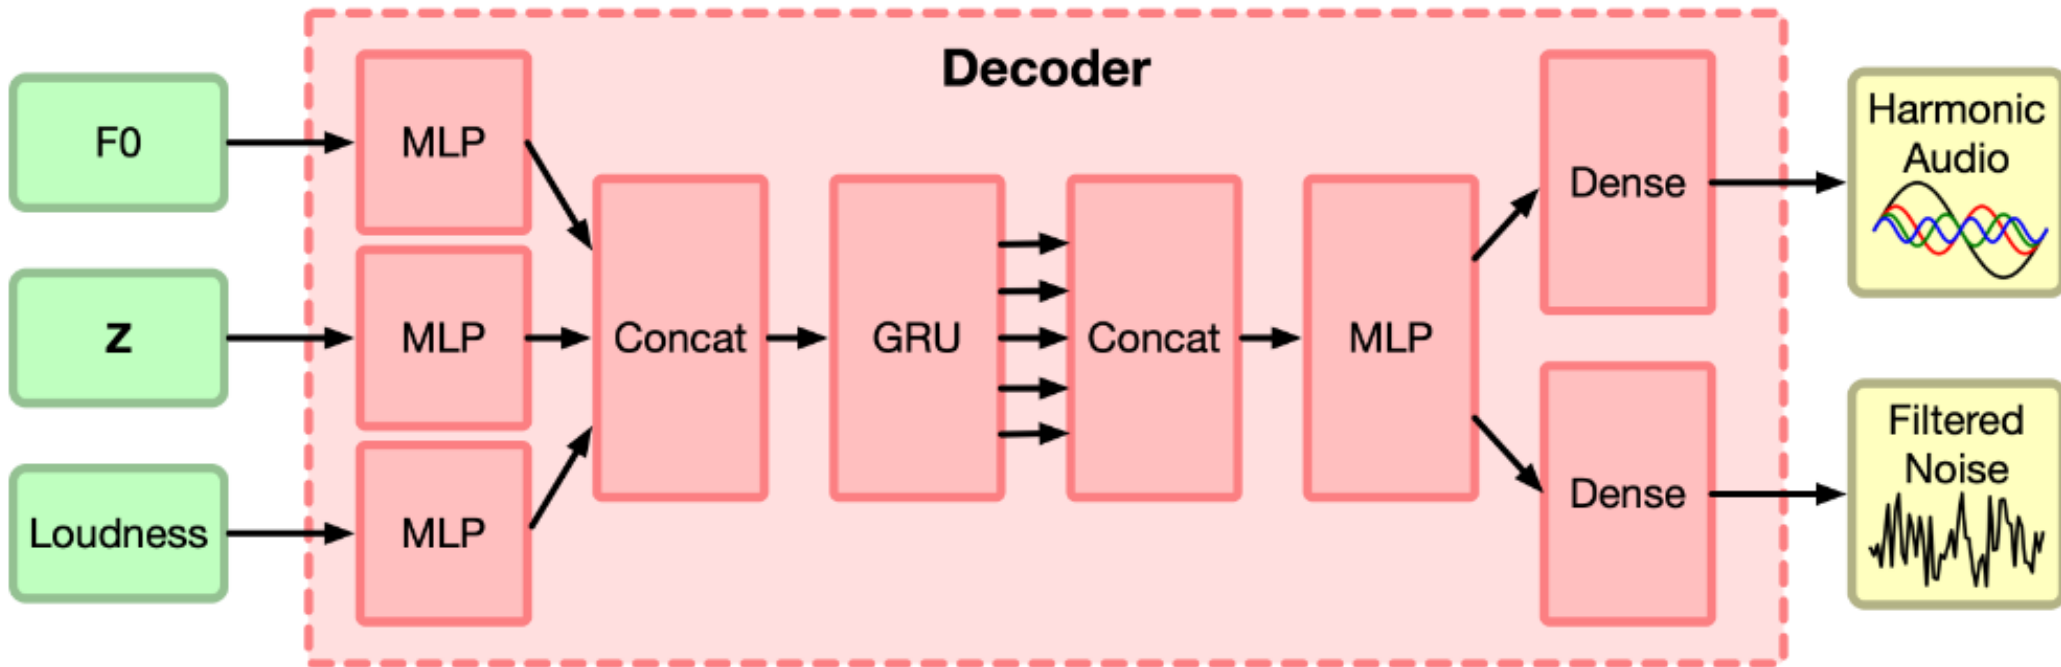 Decoder
F0
MLP
Z
MLP
Loudness
MLP
Concat
GRU
Concat
MLP
Dense
Dense
Harmonic
Audio
Filtered
Noise